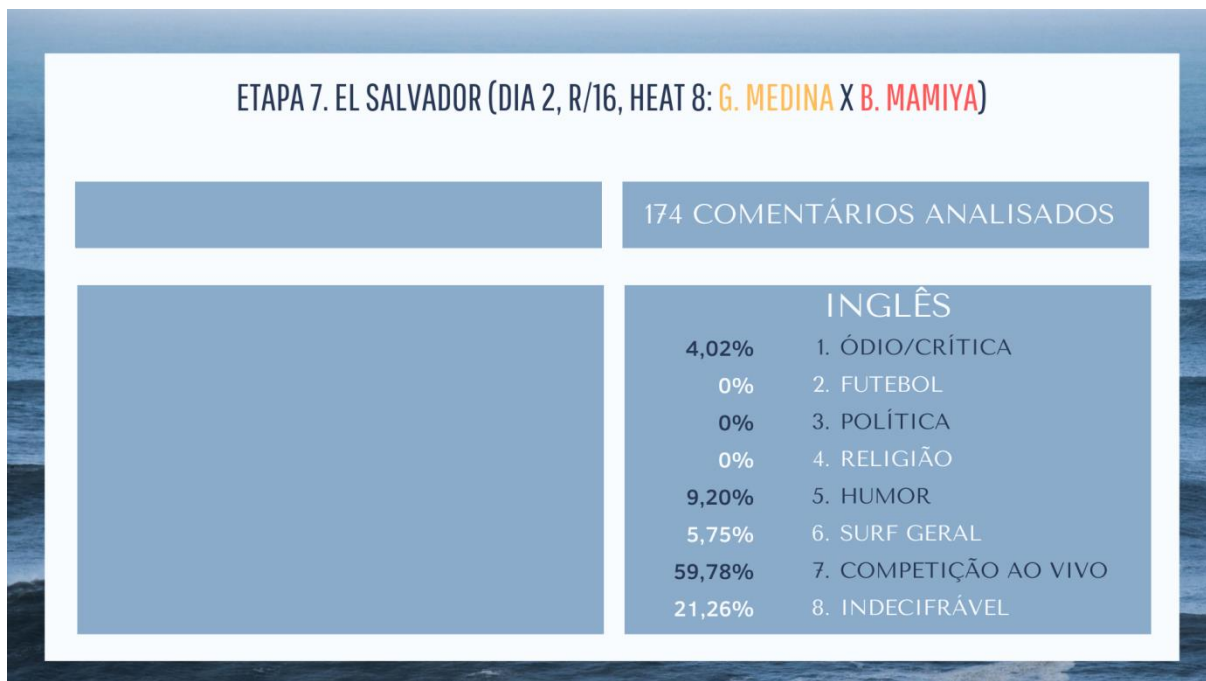 ETAPA 7. EL SALVADOR (DIA 2, R/16, HEAT 8: G. MEDINA X B. MAMIYA)
174 COMENTÁRIOS ANALISADOS
INGLÊS
4,02% 1. ÓDIO/CRÍTICA
0% 2. FUTEBOL
0% 3. POLÍTICA
0% 4. RELIGIÃO
9,20% 5. HUMOR
5,75% 6. SURF GERAL
59,78% 7. COMPETIÇÃO AO VIVO
21,26% 8. INDECIFRÁVEL